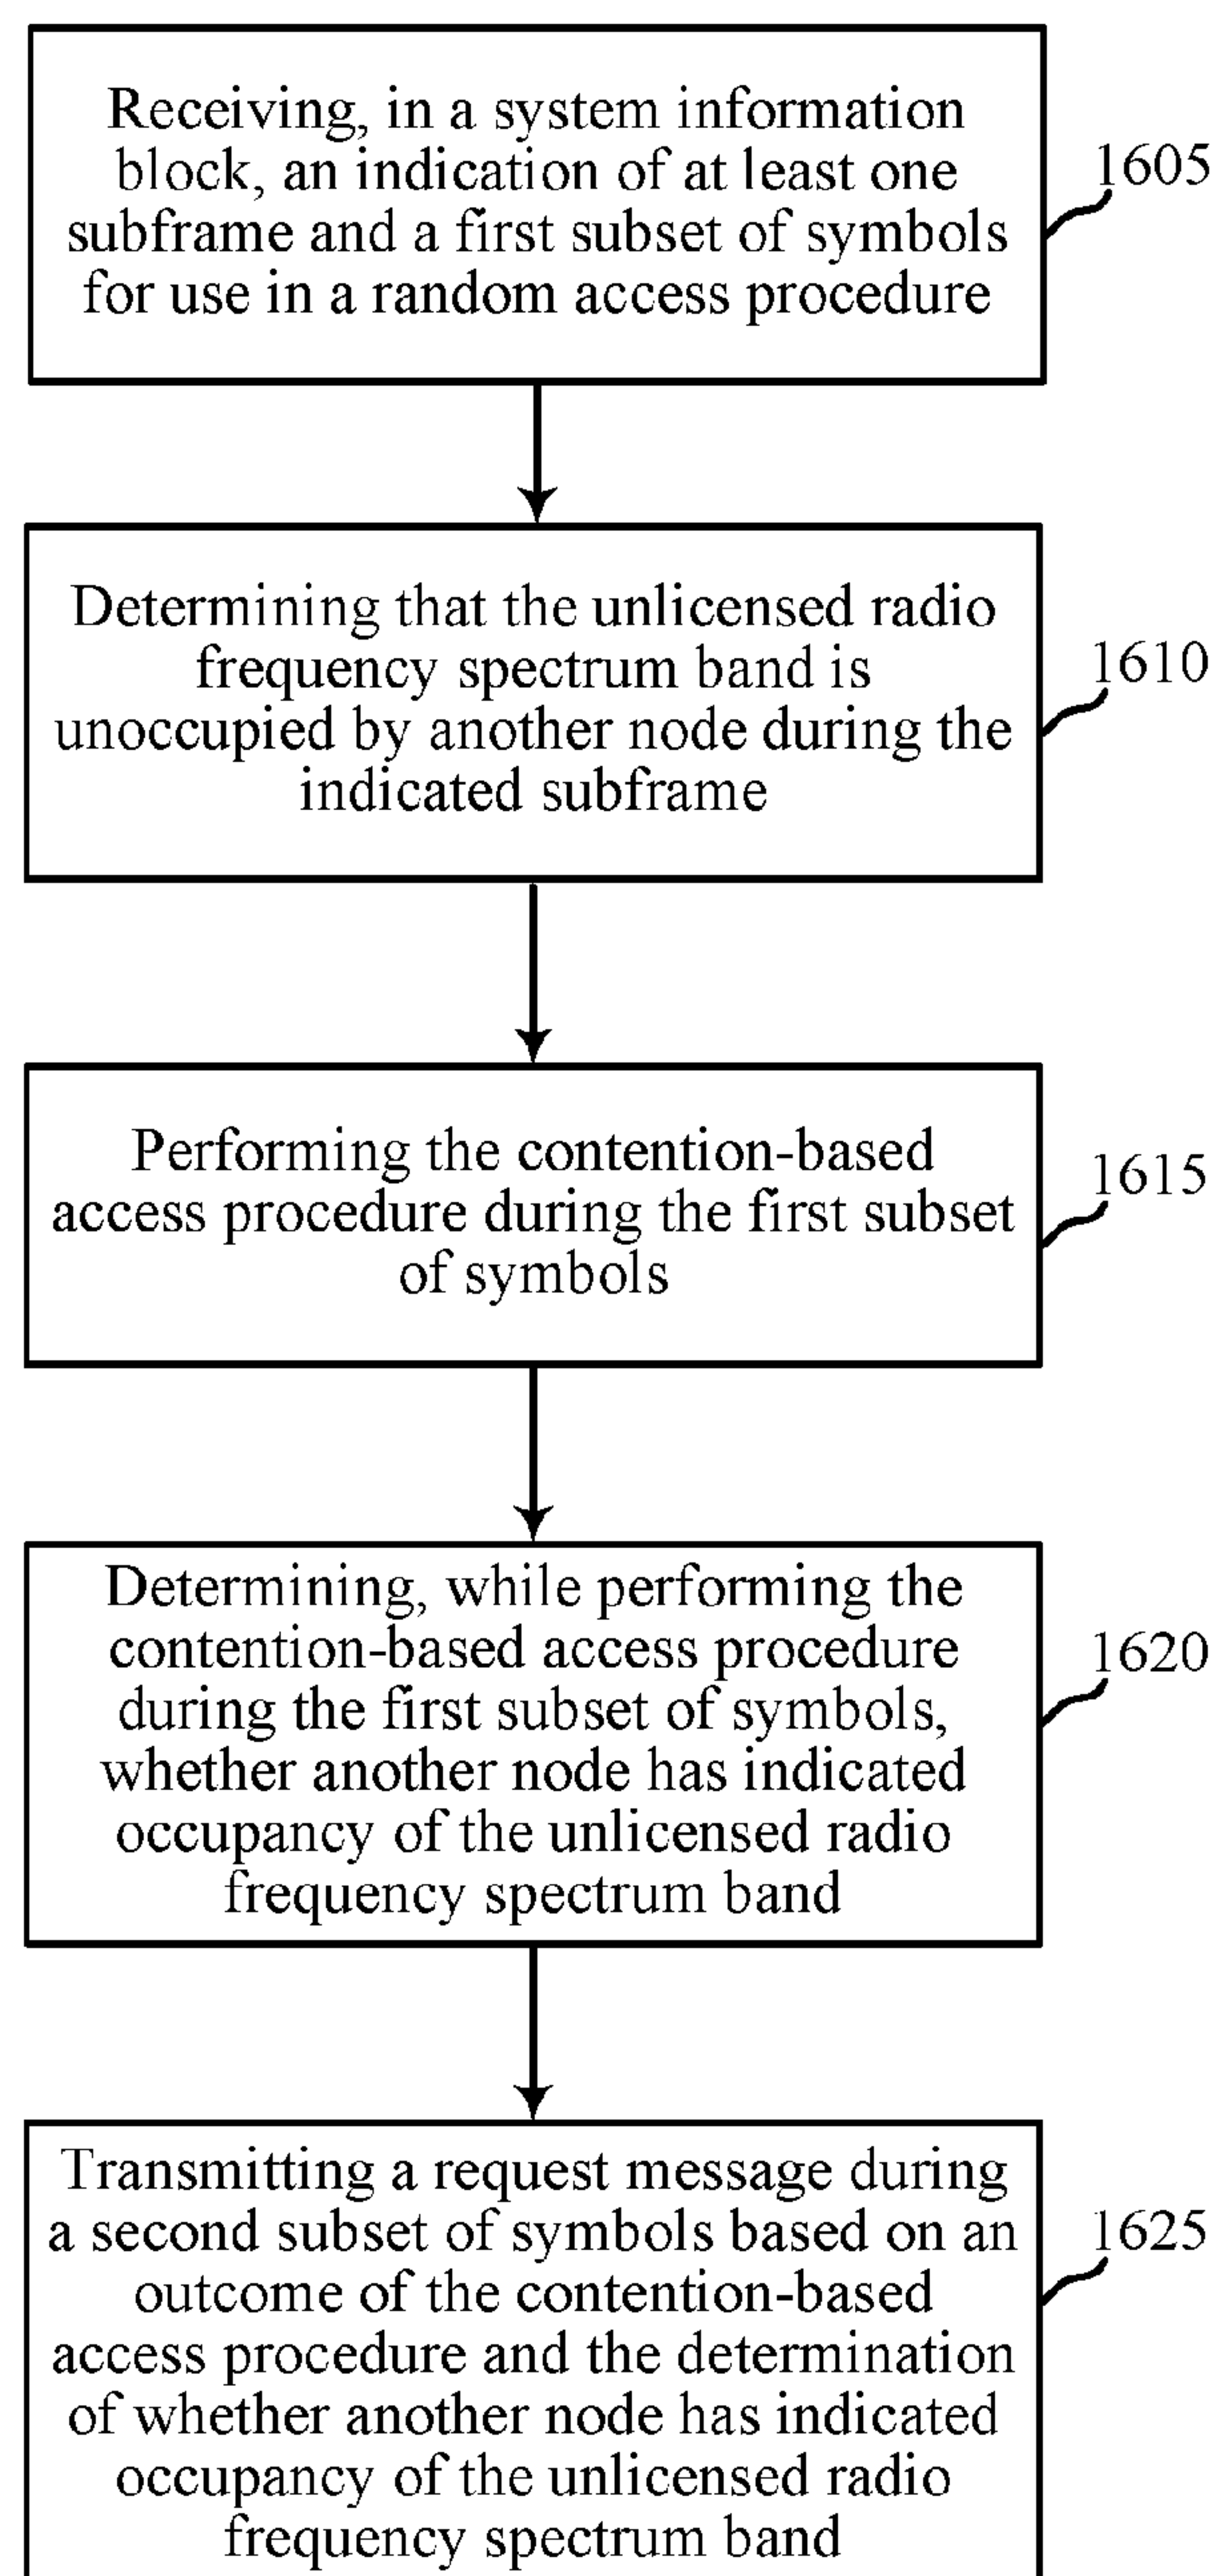 Receiving, in a system information
block, an indication of at least one
subframe and a first subset of symbols
for use in a random access procedure
1605
Determining that the unlicensed radio
frequency spectrum band is
unoccupied by another node during the
indicated subframe
1610
Performing the contention-based
access procedure during the first subset
of symbols
1615
Determining, while performing the
contention-based access procedure
during the first subset of symbols,
whether another node has indicated
occupancy of the unlicensed radio
frequency spectrum band
1620
Transmitting a request message during
a second subset of symbols based on an
outcome of the contention-based
access procedure and the determination
of whether another node has indicated
occupancy of the unlicensed radio
frequency spectrum band
1625